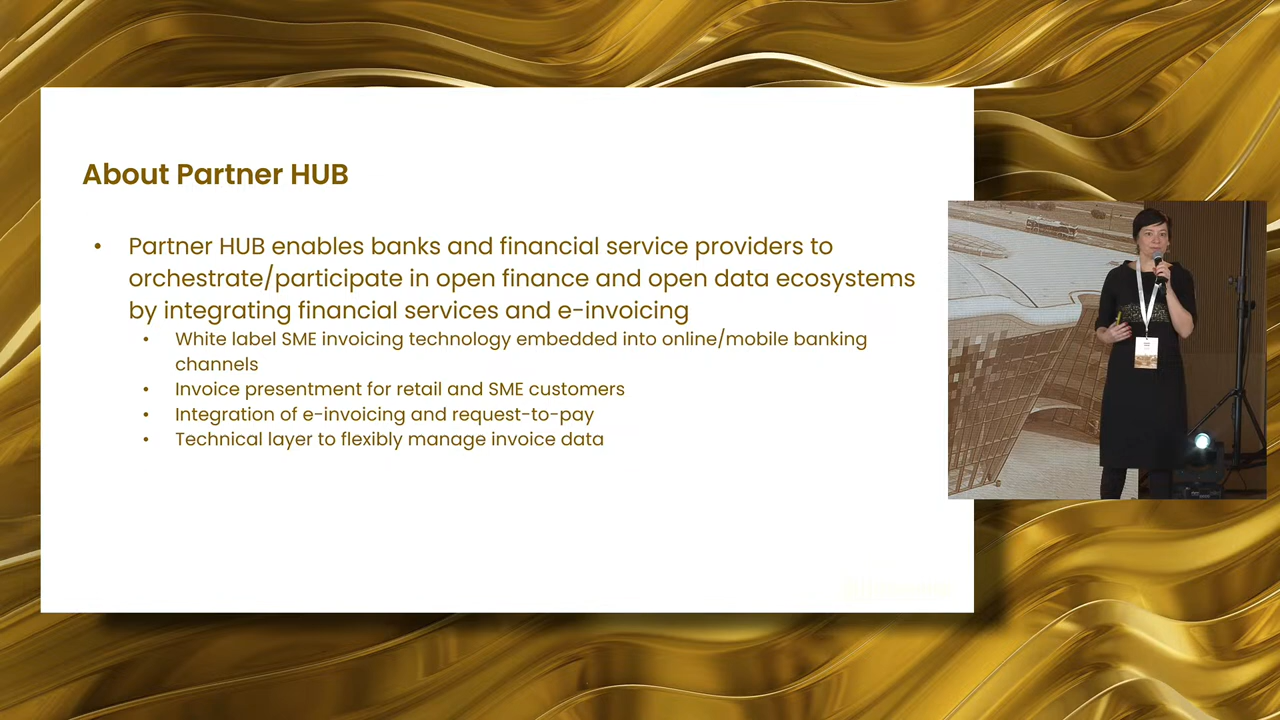 About Partner HUB
• Partner HUB enables banks and financial service providers to
orchestrate/participate in open finance and open data ecosystems
by integrating financial services and e-invoicing
• White label SME invoicing technology embedded into online/mobile banking
channels
• Invoice presentment for retail and SME customers
• Integration of e-invoicing and request-to-pay
• Technical layer to flexibly manage invoice data